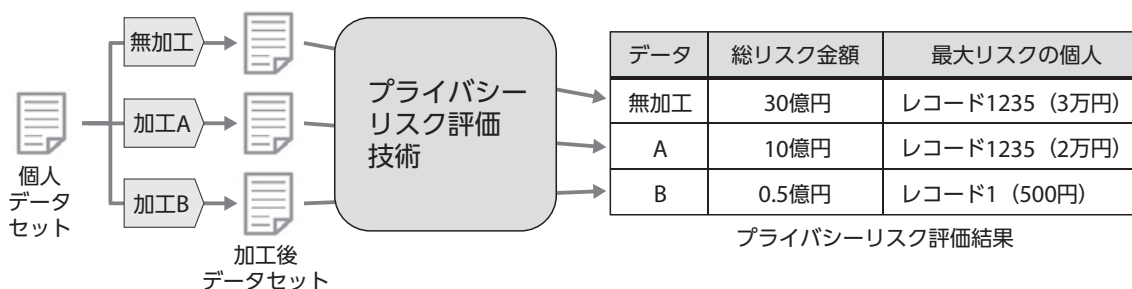 無加工
加工A
加工B
個人
データ
セット
加工後
データセット
プライバシー
リスク評価
技術
データ 総リスク金額 最大リスクの個人
無加工 30億円 レコード1235（3万円）
A 10億円 レコード1235（2万円）
B 0.5億円 レコード1（500円）
プライバシーリスク評価結果